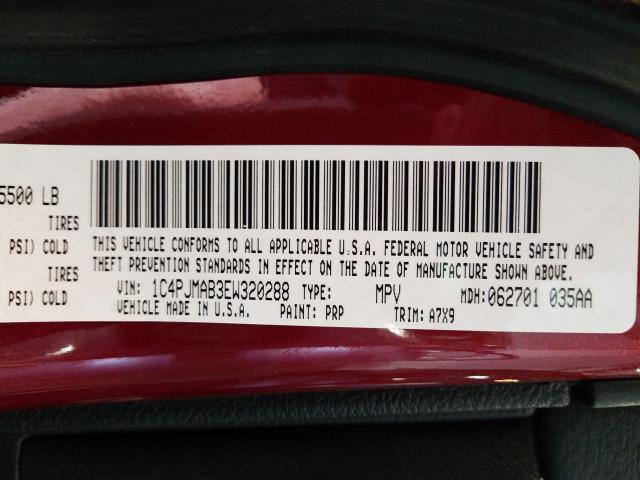 5500 LB
TIRES
PSI) COLD
TIRES
PSI) COLD
THIS VEHICLE CONFORMS TO ALL APPLICABLE U.S.A. FEDERAL MOTOR VEHICLE SAFETY AND
THEFT PREVENTION STANDARDS IN EFFECT ON THE DATE OF MANUFACTURE SHOWN ABOVE.
VIN: 1C4PJMAB3EW320288 TYPE: MPV MDH: 062701 035AA
VEHICLE MADE IN U.S.A. PAINT: PRP TRIM: A7X9